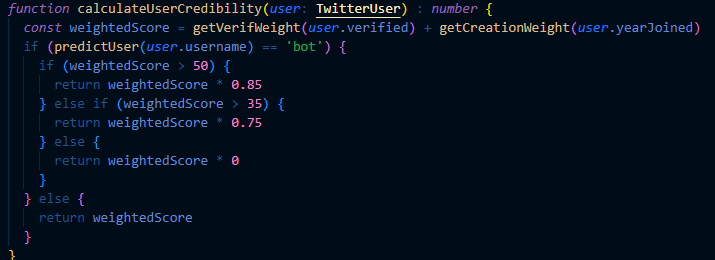 function calculateUserCredibility(user: TwitterUser) : number {
  const weightedScore = getVerifWeight(user.verified) + getCreationWeight(user.yearJoined)
  if (predictUser(user.username) == 'bot') {
    if (weightedScore > 50) {
      return weightedScore * 0.85
    } else if (weightedScore > 35) {
      return weightedScore * 0.75
    } else {
      return weightedScore * 0
    }
  } else {
    return weightedScore
  }
}